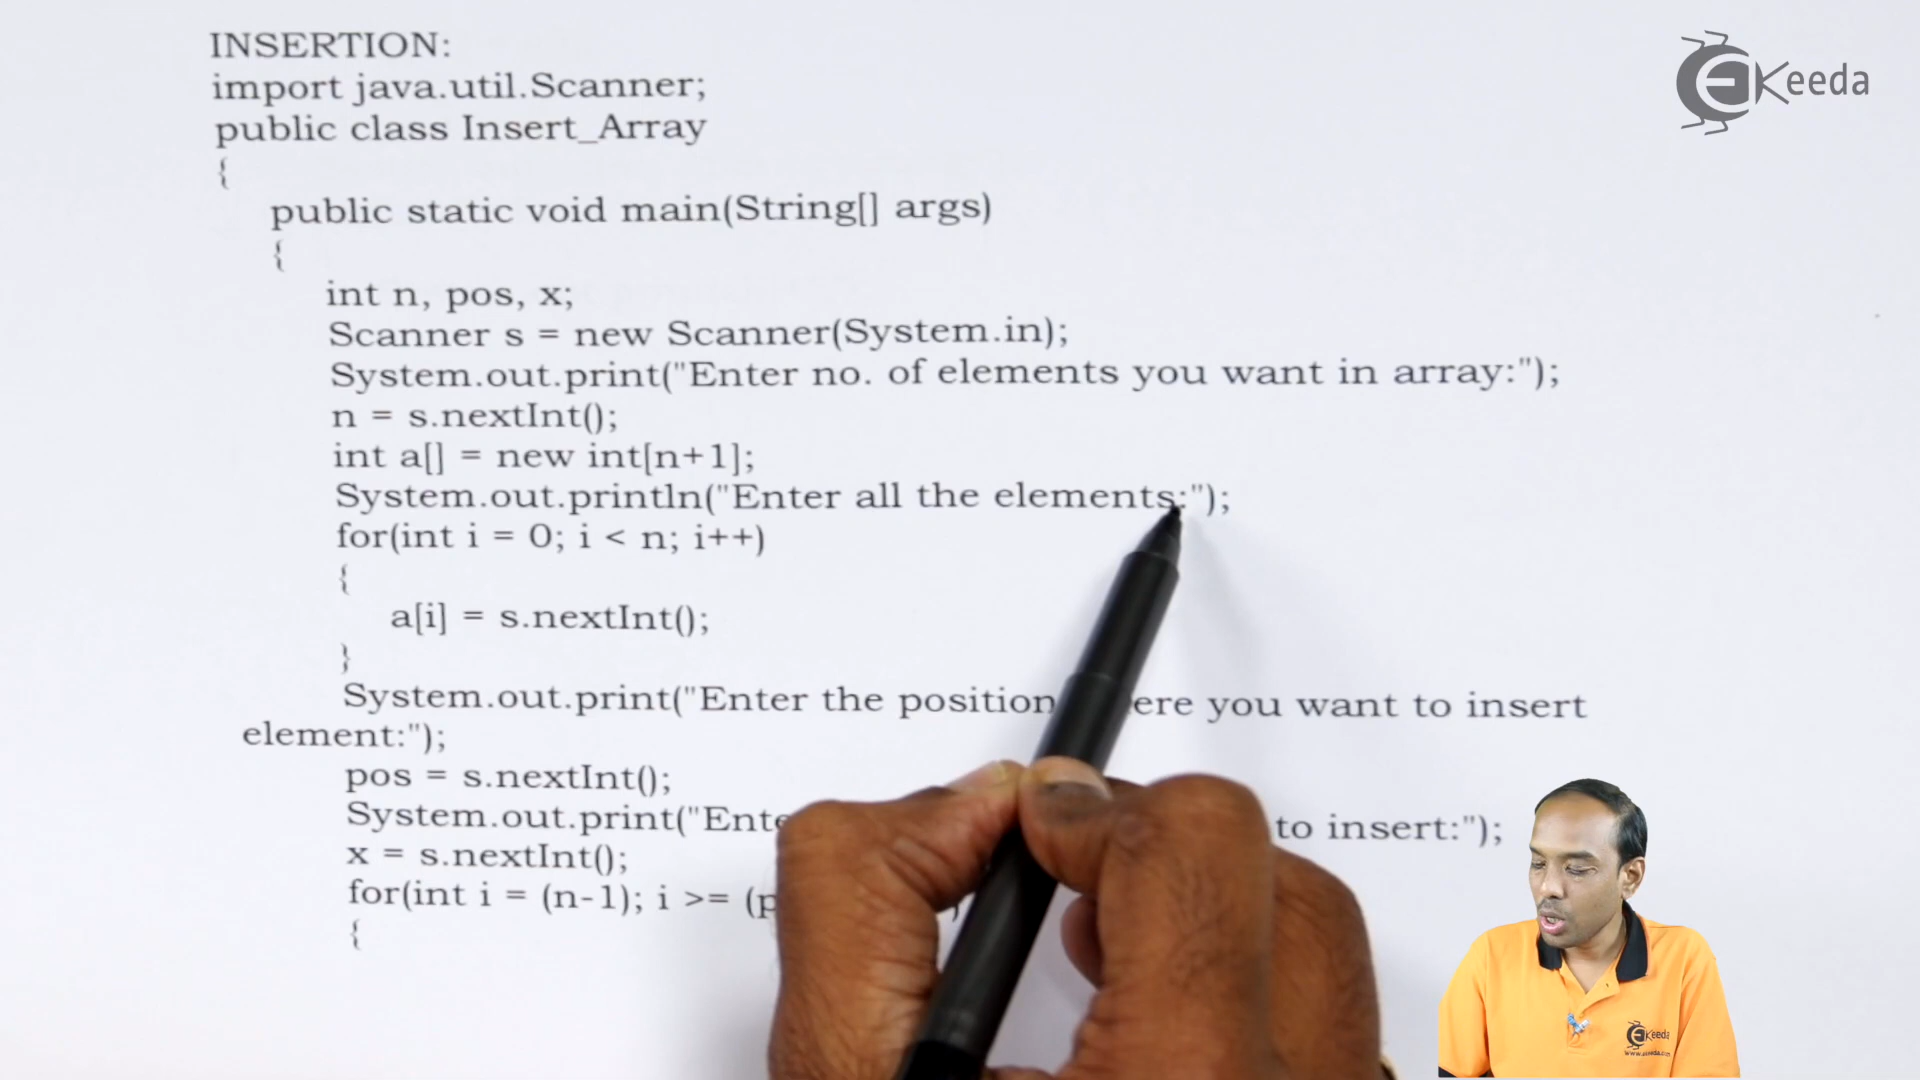 INSERTION:
import java.util.Scanner;
public class Insert_Array
{
public static void main(String[] args)
{
int n, pos, x;
Scanner s = new Scanner(System.in);
System.out.print("Enter no. of elements you want in array:");
n = s.nextInt();
int a[] = new int[n+1];
System.out.println("Enter all the elements:");
for(int i = 0; i < n; i++)
{
a[i] = s.nextInt();
}
System.out.print("Enter the position you want to insert
element:");
pos = s.nextInt();
System.out.print(" to insert:");
x = s.nextInt();
for(int i = (n-1); i >=
{
eKeeda
eKeeda